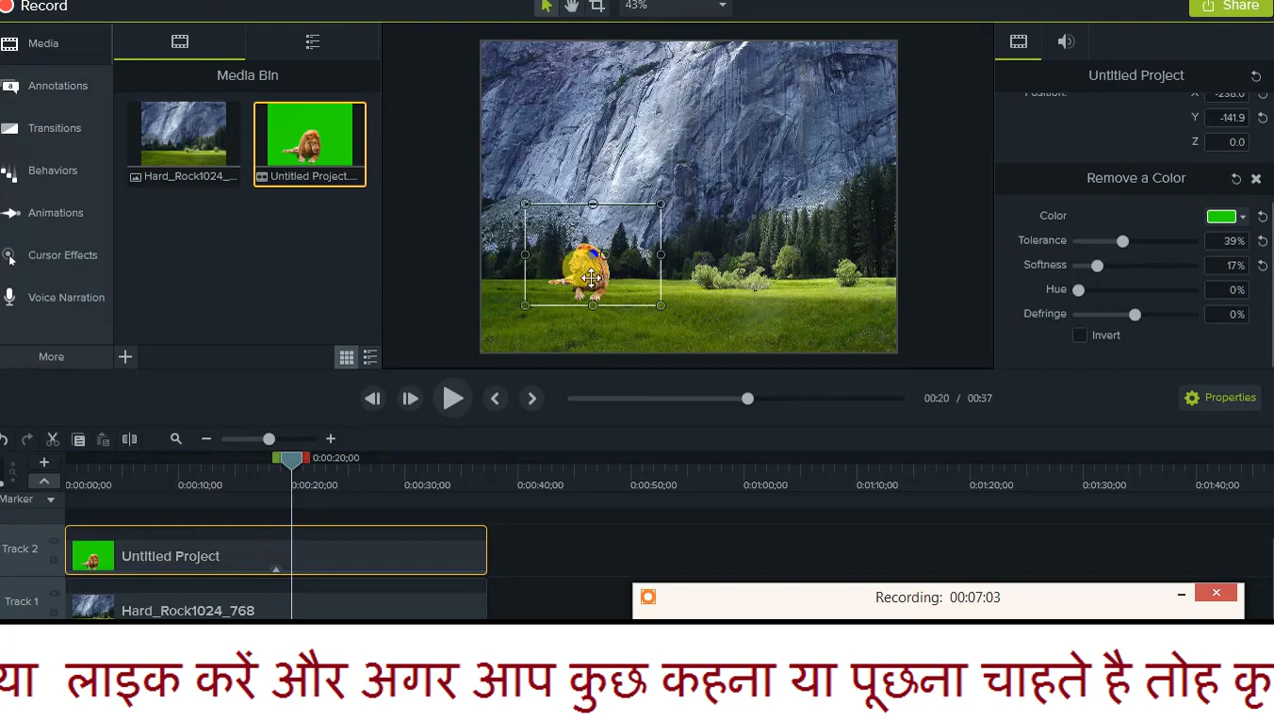 Record
43%
Share
Media
Annotations
Transitions
Behaviors
Animations
Cursor Effects
Voice Narration
More
Media Bin
Hard_Rock1024_...
Untitled Project....
Untitled Project
Position: X -238.0
Y -141.9
Z 0.0
Remove a Color
Color
Tolerance 39%
Softness 17%
Hue 0%
Defringe 0%
Invert
00:20 / 00:37
Properties
0:00:20;00
0:00:00;00 0:00:10;00 0:00:20;00 0:00:30;00 0:00:40;00 0:00:50;00 0:01:00;00 0:01:10;00 0:01:20;00 0:01:30;00 0:01:40;00
Marker
Track 2
Untitled Project
Track 1
Hard_Rock1024_768
Recording: 00:07:03
या लाइक करें और अगर आप कुछ कहना या पूछना चाहते है तोह कृ